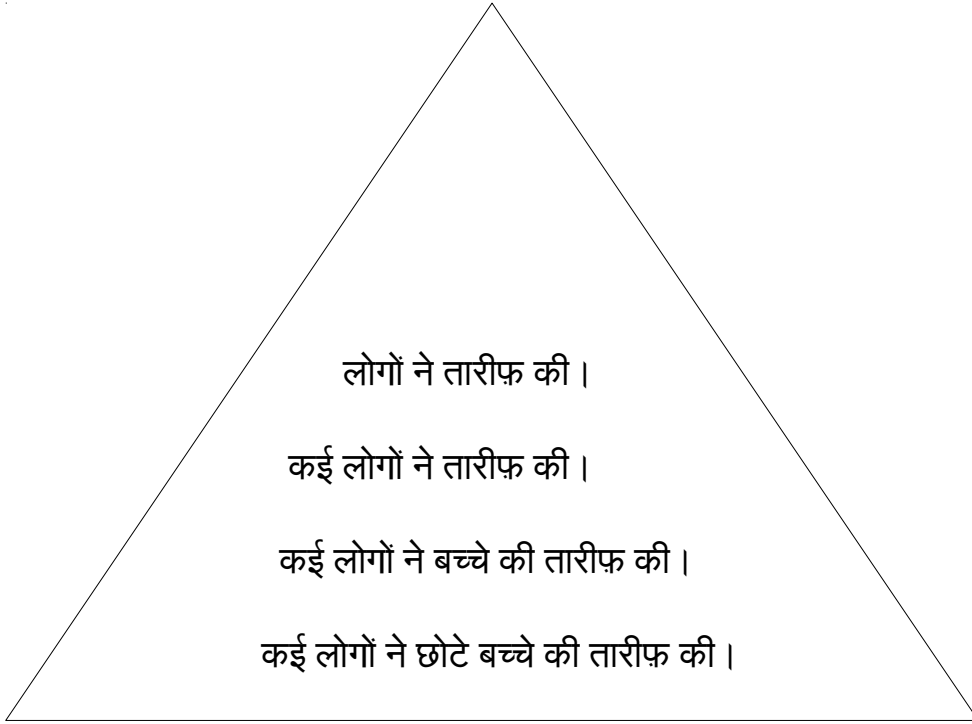 लोगों ने तारीफ़ की।
कई लोगों ने तारीफ़ की।
कई लोगों ने बच्चे की तारीफ़ की।
कई लोगों ने छोटे बच्चे की तारीफ़ की।